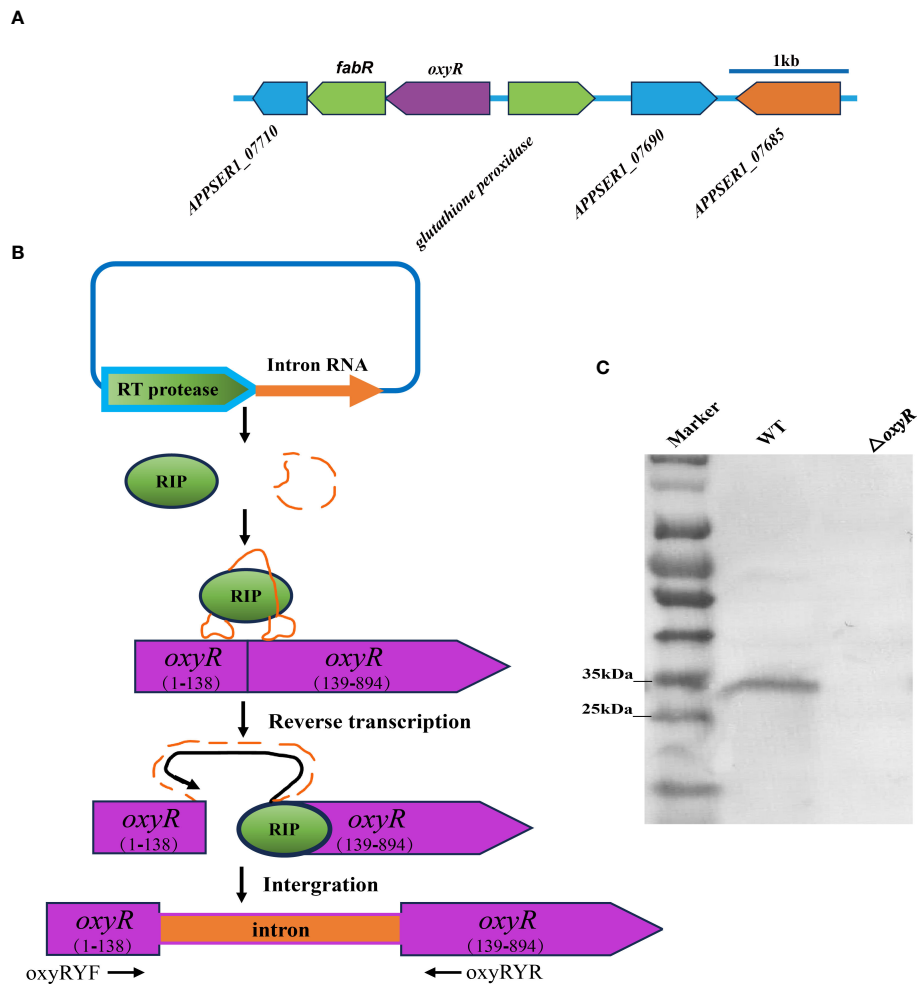 A
fabR
oxyR
1kb
APPSER1_07710
glutathione peroxidase
APPSER1_07690
APPSER1_07685
B
Intron RNA
RT protease
RIP
RIP
oxyR
(1-138)
oxyR
(139-894)
Reverse transcription
oxyR
(1-138)
RIP
oxyR
(139-894)
Intergration
oxyR
(1-138)
intron
oxyR
(139-894)
oxyRYF
oxyRYR
C
Marker
WT
△oxyR
35kDa
25kDa